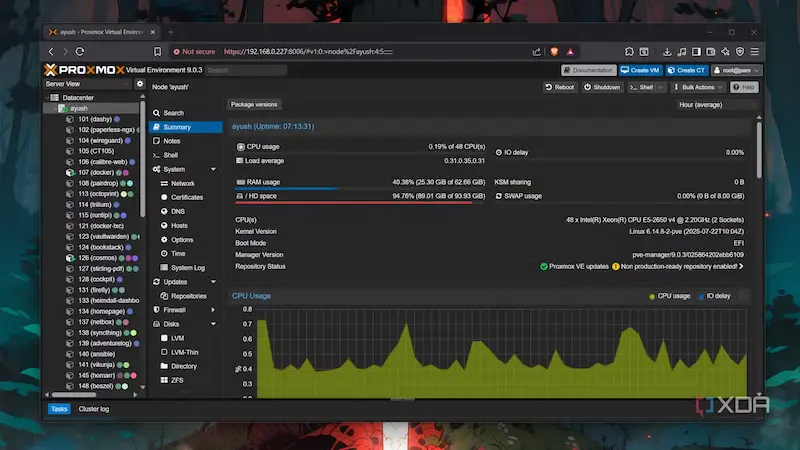 ayush - Proxmox Virtual Environment
Not secure https://192.168.0.227:8006/#v1:0:=node%2Fayush:4:5:::::
PROXMOX Virtual Environment 9.0.3 Search
Documentation Create VM Create CT root@pam
Server View
Node 'ayush'
Reboot Shutdown Shell Bulk Actions Help
Datacenter
ayush
101 (dashy)
102 (paperless-ngx)
104 (wireguard)
105 (CT105)
106 (calibre-web)
107 (docker)
108 (pairdrop)
113 (octoprint)
114 (trilium)
115 (runtipi)
121 (docker-lxc)
123 (vaultwarden)
124 (bookstack)
126 (cosmos)
127 (stirling-pdf)
128 (cockpit)
131 (firefly)
133 (heimdall-dashbo
134 (homepage)
137 (netbox)
138 (syncthing)
139 (adventurelog)
140 (ansible)
141 (vikunja)
145 (homarr)
148 (beszel)
Search
Summary
Notes
Shell
System
Network
Certificates
DNS
Hosts
Options
Time
System Log
Updates
Repositories
Firewall
Disks
LVM
LVM-Thin
Directory
ZFS
Package versions
Hour (average)
ayush (Uptime: 07:13:31)
CPU usage 0.19% of 48 CPU(s)
IO delay 0.00%
Load average 0.31,0.35,0.31
RAM usage 40.38% (25.30 GiB of 62.66 GiB)
KSM sharing 0 B
/ HD space 94.76% (89.01 GiB of 93.93 GiB)
SWAP usage 0.00% (0 B of 8.00 GiB)
CPU(s) 48 x Intel(R) Xeon(R) CPU E5-2650 v4 @ 2.20GHz (2 Sockets)
Kernel Version Linux 6.14.8-2-pve (2025-07-22T10:04Z)
Boot Mode EFI
Manager Version pve-manager/9.0.3/025864202ebb6109
Repository Status Proxmox VE updates Non production-ready repository enabled!
CPU Usage
CPU usage IO delay
0.8
0.7
0.6
0.5
0.4
0.3
0.2
%
Tasks Cluster log
XDA